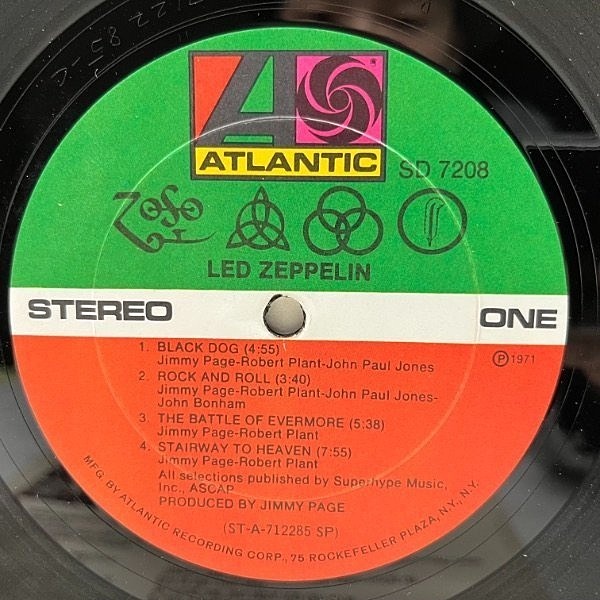 ATLANTIC
SD 7208
LED ZEPPELIN
STEREO
ONE
1. BLACK DOG (4:55)
Jimmy Page-Robert Plant-John Paul Jones
℗ 1971
2. ROCK AND ROLL (3:40)
Jimmy Page-Robert Plant-John Paul Jones-
John Bonham
3. THE BATTLE OF EVERMORE (5:38)
Jimmy Page-Robert Plant
4. STAIRWAY TO HEAVEN (7:55)
Jimmy Page-Robert Plant
All selections published by Superhype Music,
Inc., ASCAP
PRODUCED BY JIMMY PAGE
(ST-A-712285 SP)
MFG. BY ATLANTIC RECORDING CORP., 75 ROCKEFELLER PLAZA, N.Y., N.Y.